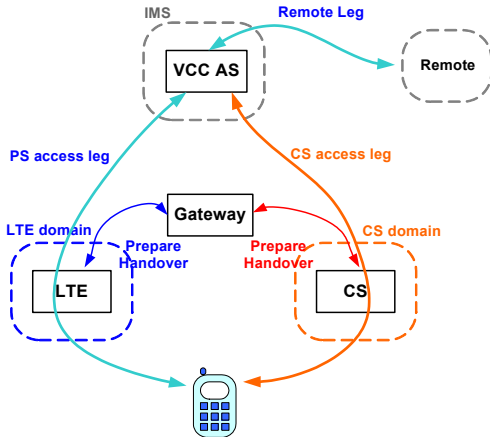 Remote Leg
IMS
VCC AS
Remote
PS access leg
CS access leg
Gateway
LTE domain
CS domain
Prepare
Handover
Prepare
Handover
LTE
CS